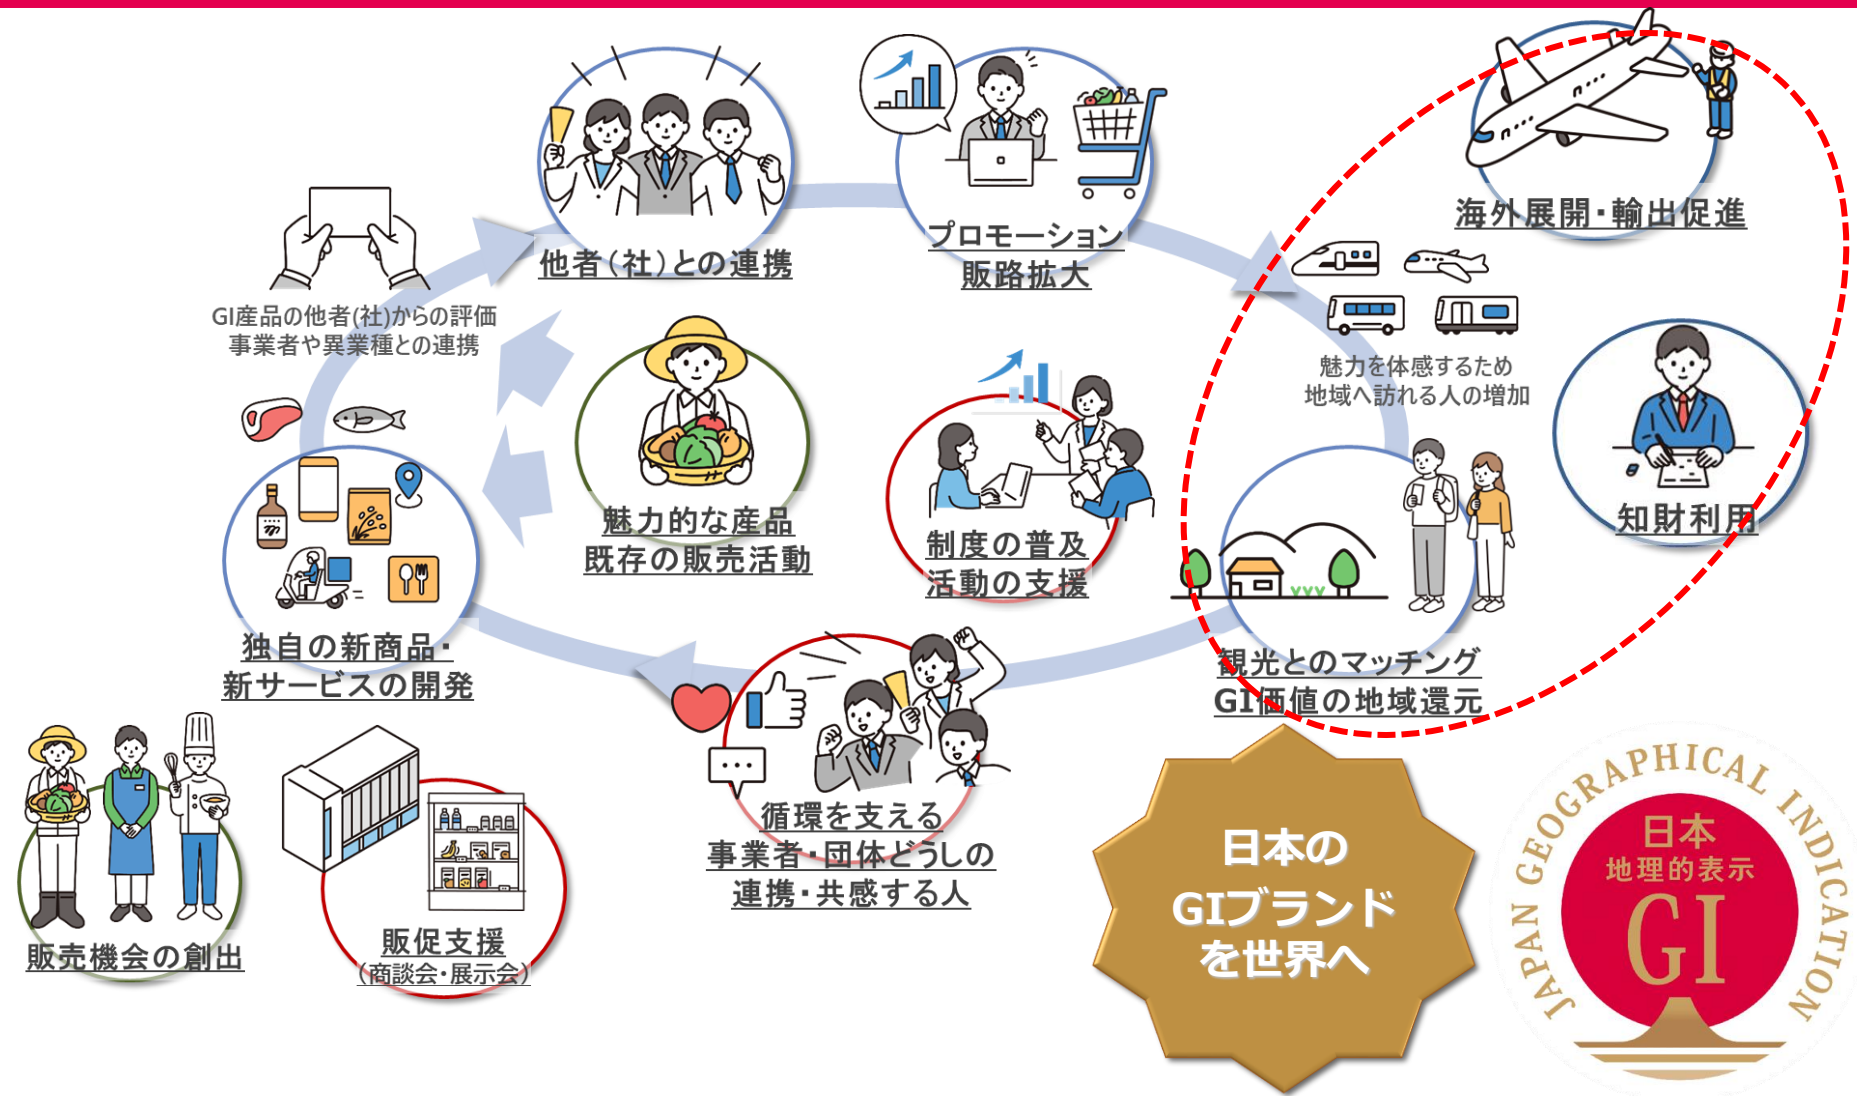 海外展開・輸出促進
他者（社）との連携
プロモーション
販路拡大
GI産品の他者(社)からの評価
事業者や異業種との連携
魅力を体感するため
地域へ訪れる人の増加
知財利用
魅力的な産品
既存の販売活動
制度の普及
活動の支援
独自の新商品・
新サービスの開発
観光とのマッチング
GI価値の地域還元
循環を支える
事業者・団体どうしの
連携・共感する人
販売機会の創出
販促支援
（商談会・展示会）
日本の
GIブランド
を世界へ
JAPAN GEOGRAPHICAL INDICATION
日本
地理的表示
GI